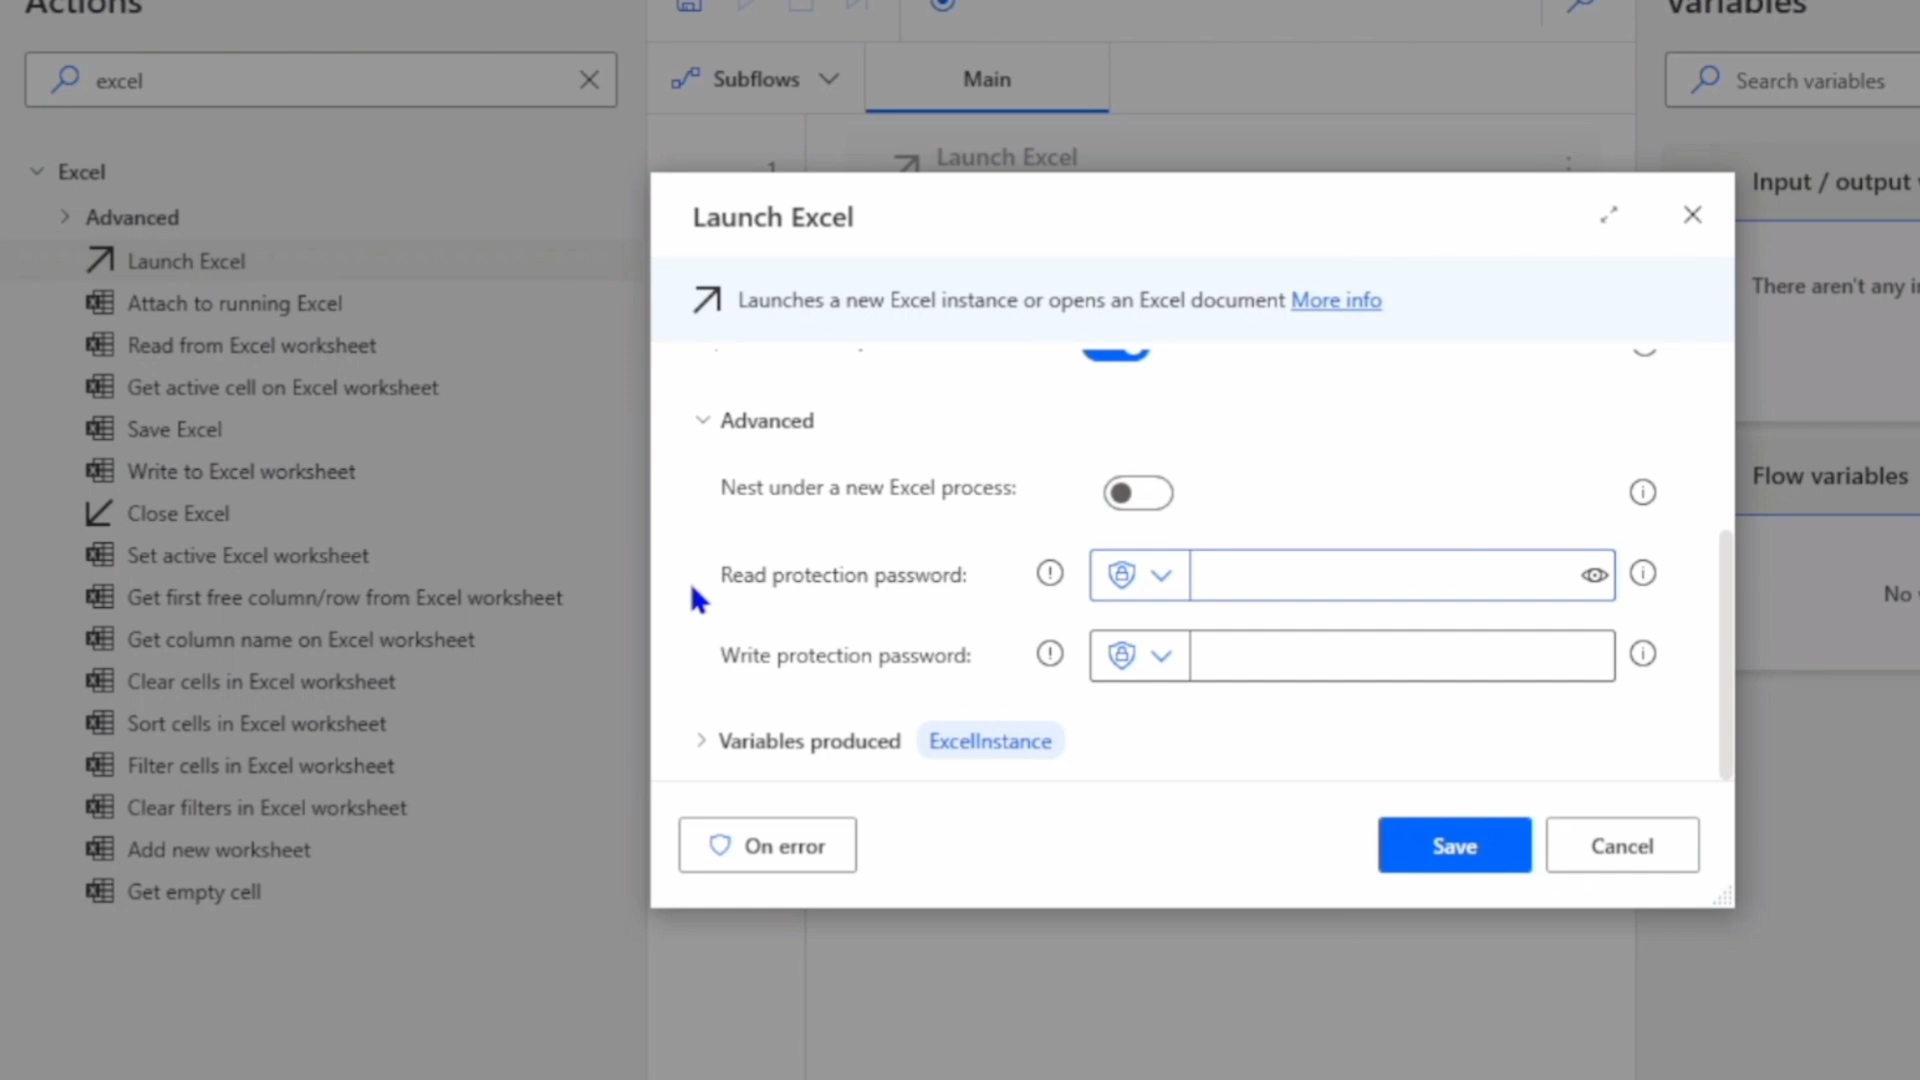 Actions
excel
Excel
Advanced
Launch Excel
Attach to running Excel
Read from Excel worksheet
Get active cell on Excel worksheet
Save Excel
Write to Excel worksheet
Close Excel
Set active Excel worksheet
Get first free column/row from Excel worksheet
Get column name on Excel worksheet
Clear cells in Excel worksheet
Sort cells in Excel worksheet
Filter cells in Excel worksheet
Clear filters in Excel worksheet
Add new worksheet
Get empty cell
Subflows
Main
1
Launch Excel
Launch Excel
Launches a new Excel instance or opens an Excel document More info
Advanced
Nest under a new Excel process:
Read protection password:
Write protection password:
Variables produced ExcelInstance
On error
Save
Cancel
Variables
Search variables
Input / output
There aren't any
Flow variables
No